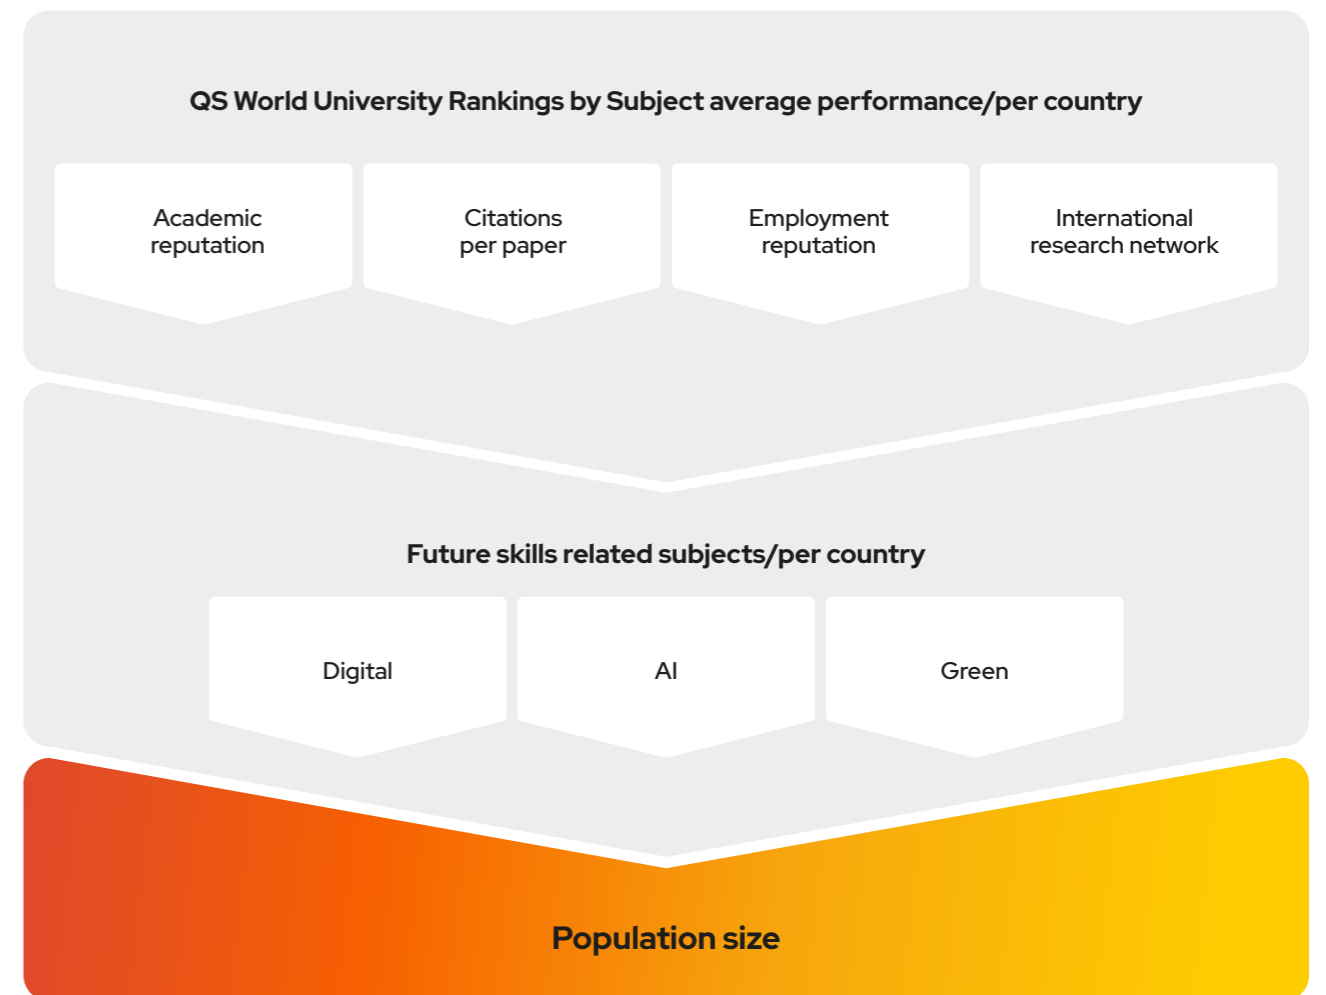 QS World University Rankings by Subject average performance/per country
Academic
reputation
Citations
per paper
Employment
reputation
International
research network
Future skills related subjects/per country
Digital
AI
Green
Population size